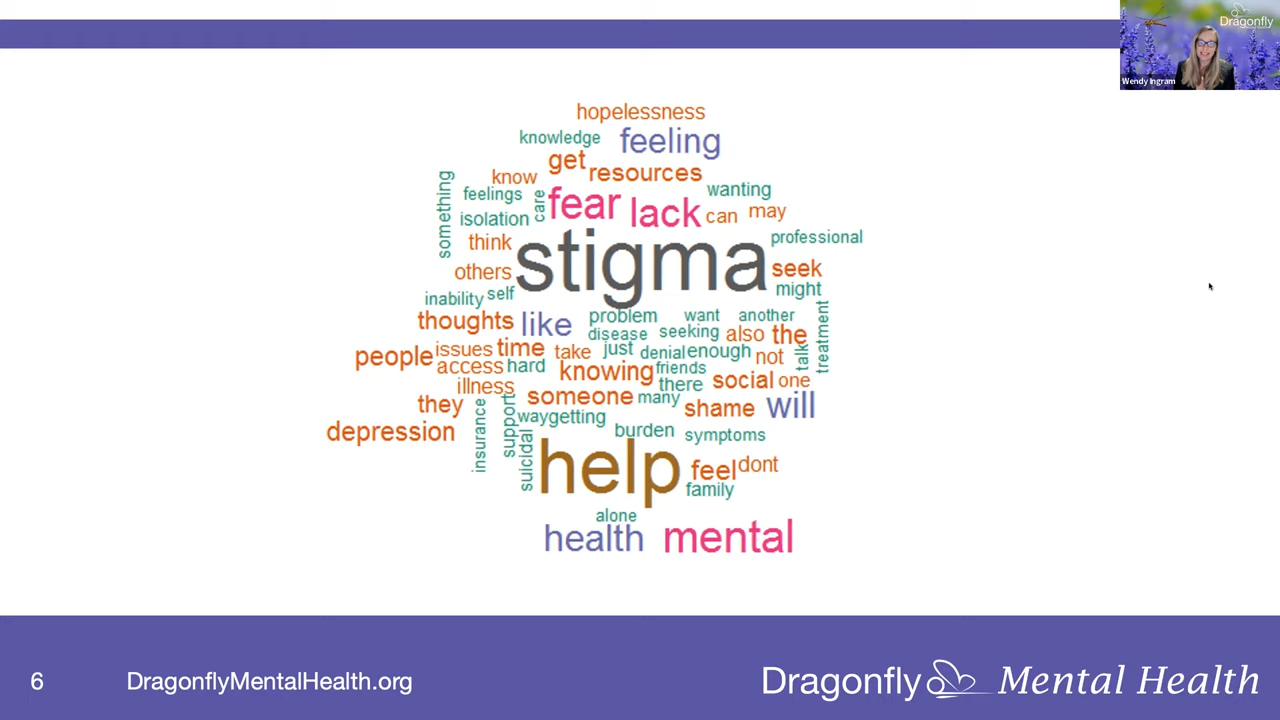 Dragonfly
Wendy Ingram
hopelessness
knowledge feeling
get resources
know wanting
something feelings care fear lack can may
isolation
think stigma professional
others seek
inability self might
thoughts like problem want another
disease seeking also the
people issues time take just denial enough not talk treatment
access hard knowing friends
illness there social one
they someone many shame will
insurance support way getting
depression burden symptoms
suicidal help feel dont
family
alone
health mental
6
DragonflyMentalHealth.org
Dragonfly Mental Health